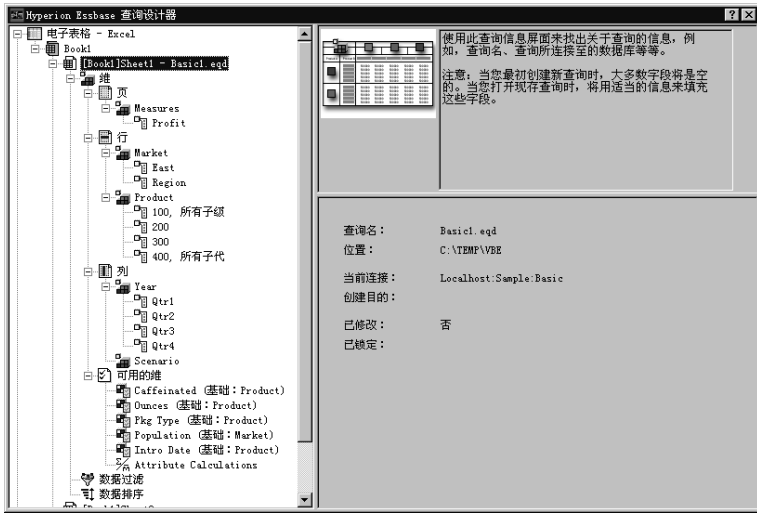 Hyperion Essbase 查询设计器
电子表格 - Excel
Book1
[Book1]Sheet1 - Basic1.eqd
维
页
Measures
Profit
行
Market
East
Region
Product
100, 所有子级
200
300
400, 所有子代
列
Year
Qtr1
Qtr2
Qtr3
Qtr4
Scenario
可用的维
Caffeinated (基础：Product)
Ounces (基础：Product)
Pkg Type (基础：Product)
Population (基础：Market)
Intro Date (基础：Product)
Attribute Calculations
数据过滤
数据排序
使用此查询信息屏幕来找出关于查询的信息，例
如，查询名、查询所连接至的数据库等等。
注意：当您最初创建新查询时，大多数字段将是空
的。当您打开现存查询时，将用适当的信息来填充
这些字段。
查询名： Basic1.eqd
位置： C:\TEMP\VBE
当前连接： Localhost:Sample:Basic
创建目的：
已修改： 否
已锁定：